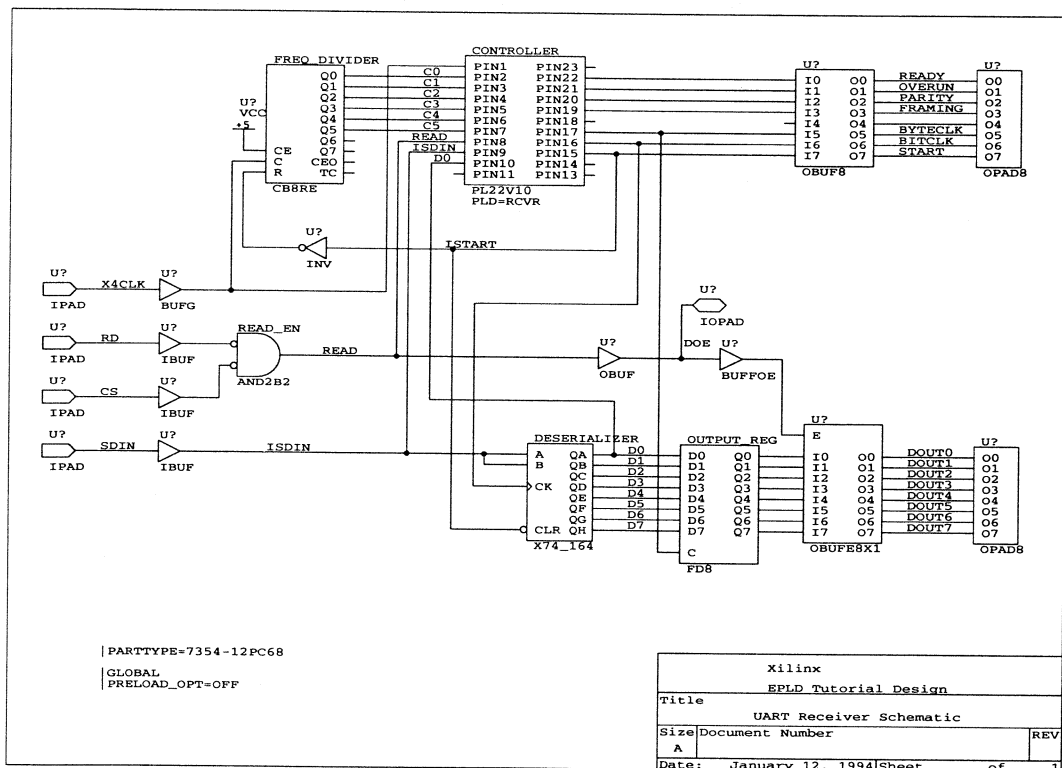 FREQ_DIVIDER
Q0
Q1
Q2
Q3
Q4
Q5
Q6
Q7
CEO
TC
CE
C
R
CB8RE
U?
VCC
+5
C0
C1
C2
C3
C4
C5
READ
ISDIN
D0
CONTROLLER
PIN1 PIN23
PIN2 PIN22
PIN3 PIN21
PIN4 PIN20
PIN5 PIN19
PIN6 PIN18
PIN7 PIN17
PIN8 PIN16
PIN9 PIN15
PIN10 PIN14
PIN11 PIN13
PL22V10
PLD=RCVR
U?
I0 O0
I1 O1
I2 O2
I3 O3
I4 O4
I5 O5
I6 O6
I7 O7
OBUF8
READY
OVERUN
PARITY
FRAMING
BYTECLK
BITCLK
START
U?
O0
O1
O2
O3
O4
O5
O6
O7
OPAD8
U?
INV
ISTART
U?
IPAD
X4CLK
U?
BUFG
U?
IPAD
RD
U?
IBUF
READ_EN
AND2B2
READ
U?
IPAD
CS
U?
IBUF
U?
IPAD
SDIN
U?
IBUF
ISDIN
U?
OBUF
U?
IOPAD
DOE
U?
BUFFOE
DESERIALIZER
A QA
B QB
QC
CK QD
QE
QF
QG
CLR QH
X74_164
D0
D1
D2
D3
D4
D5
D6
D7
OUTPUT_REG
D0 Q0
D1 Q1
D2 Q2
D3 Q3
D4 Q4
D5 Q5
D6 Q6
D7 Q7
C
FD8
U?
E
I0 O0
I1 O1
I2 O2
I3 O3
I4 O4
I5 O5
I6 O6
I7 O7
OBUFE8X1
DOUT0
DOUT1
DOUT2
DOUT3
DOUT4
DOUT5
DOUT6
DOUT7
U?
O0
O1
O2
O3
O4
O5
O6
O7
OPAD8
|PARTTYPE=7354-12PC68
|GLOBAL
|PRELOAD_OPT=OFF
Xilinx
EPLD Tutorial Design
Title
UART Receiver Schematic
Size Document Number REV
A
Date: January 12, 1994 Sheet of 1